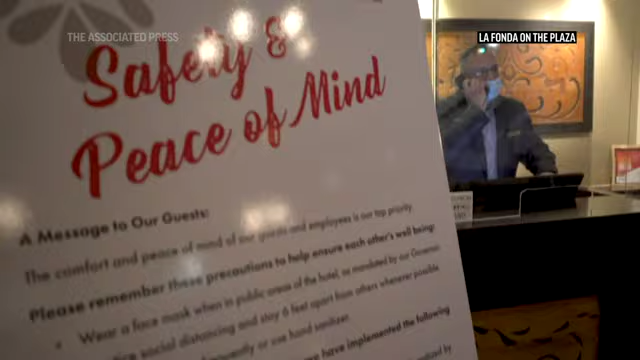 THE ASSOCIATED PRESS
LA FONDA ON THE PLAZA
Safety &
Peace of Mind
A Message to Our Guests:
The comfort and peace of mind of our guests and employees is our top priority.
Please remember these precautions to help ensure each other's well being:
• Wear a face mask when in public areas of the hotel, as mandated by our Governor
social distancing and stay 6 feet apart from others whenever possible
or use hand sanitizer.
have implemented the following